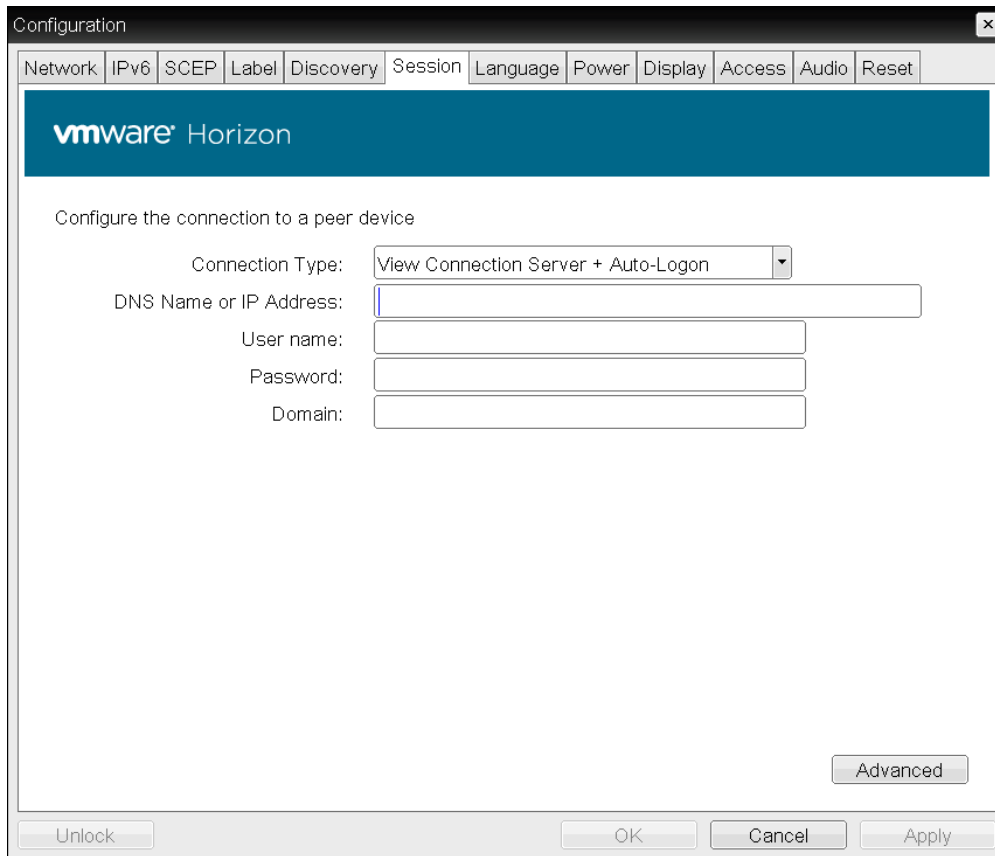 Configuration
Network IPv6 SCEP Label Discovery Session Language Power Display Access Audio Reset
vmware Horizon
Configure the connection to a peer device
Connection Type: View Connection Server + Auto-Logon
DNS Name or IP Address:
User name:
Password:
Domain:
Advanced
Unlock OK Cancel Apply